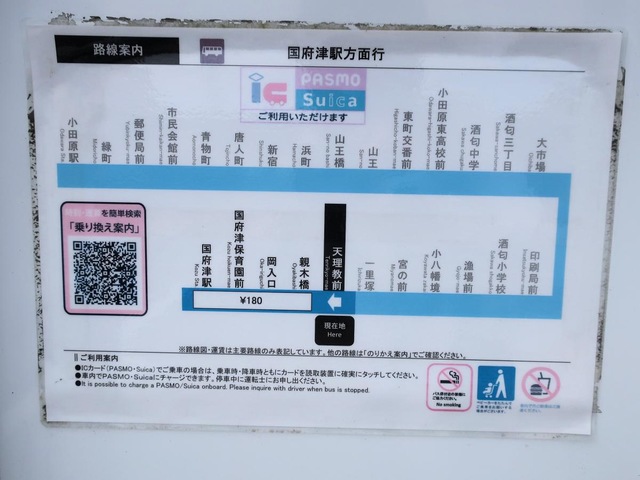 路線案内
国府津駅方面行
PASMO
Suica
ご利用いただけます
小田原駅
緑町
郵便局前
市民会館前
青物町
唐人町
新宿
浜町
山王橋
山王
東町交番前
小田原東高校前
酒匂中学
酒匂三丁目
大市場
を簡単検索
「乗り換え案内」
国府津駅
国府津保育園前
岡入口
親木橋
天理教前
一里塚
宮の前
小八幡境
漁場前
酒匂小学校
印刷局前
¥180
現在地
Here
※路線図・運賃は主要路線のみ表記しています。他の路線は「のりかえ案内」でご確認ください。
ご利用案内
●ICカード(PASMO・Suica)でご乗車の場合は、乗車時・降車時ともにカードを読取装置に確実にタッチしてください。
●車内でPASMO・Suicaにチャージできます。停車中に運転士にお申し出ください。
●It is possible to charge a PASMO/Suica onboard. Please inquire with driver when bus is stopped.
No smoking